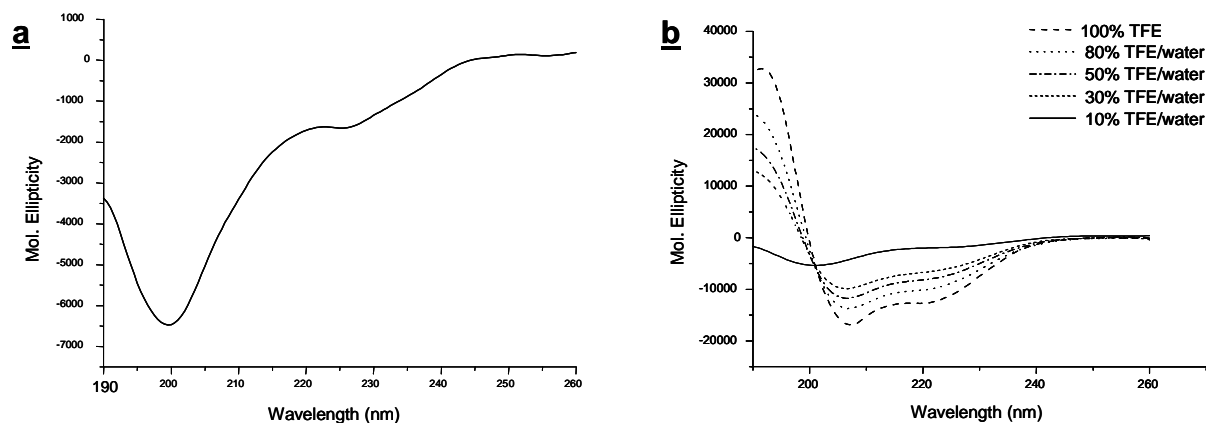 a
1000
0
-1000
-2000
-3000
-4000
-5000
-6000
-7000
Mol. Ellipticity
190
200
210
220
230
240
250
260
Wavelength (nm)
b
100% TFE
80% TFE/water
50% TFE/water
30% TFE/water
10% TFE/water
40000
30000
20000
10000
0
-10000
-20000
Mol. Ellipticity
200
220
240
260
Wavelength (nm)